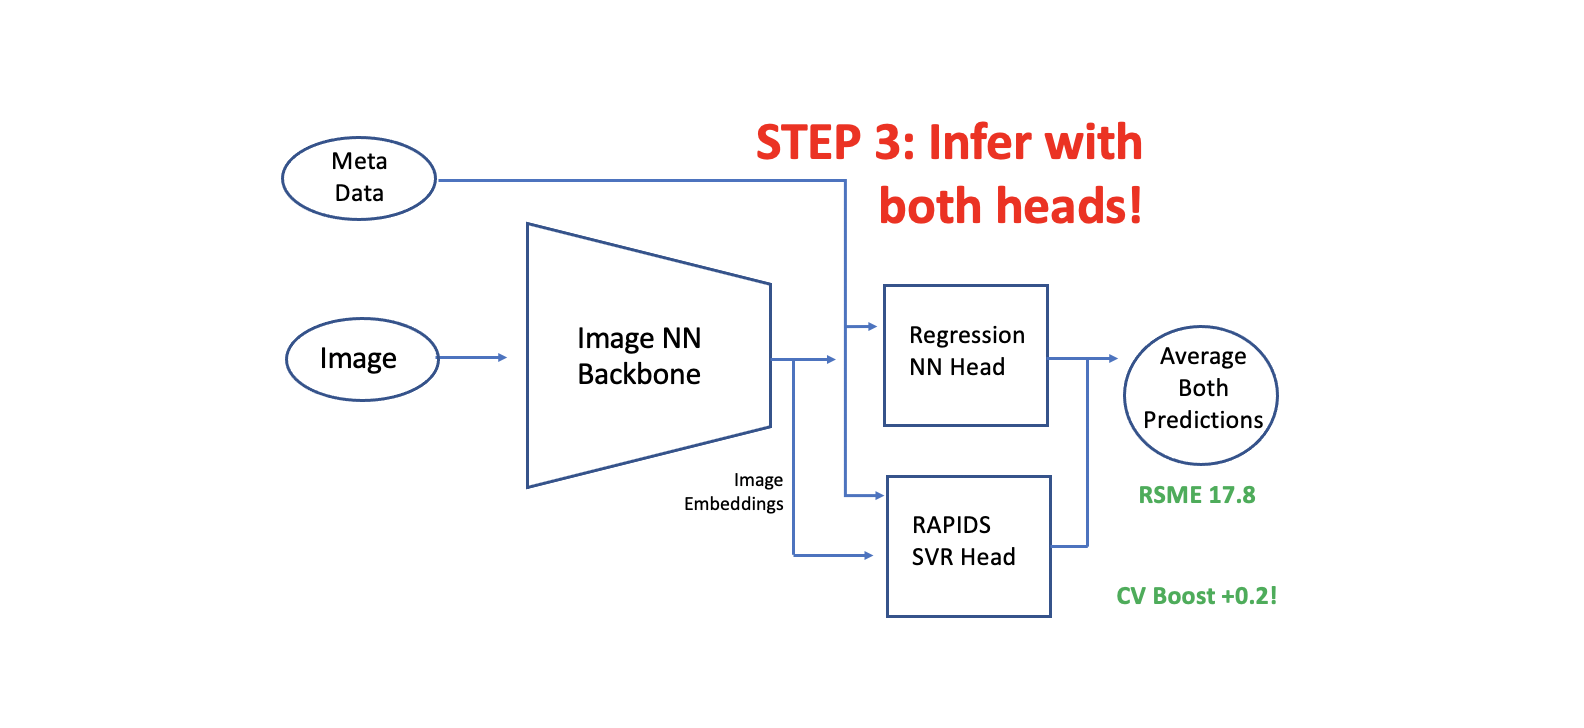 STEP 3: Infer with
both heads!
Meta
Data
Image
Image NN
Backbone
Image
Embeddings
Regression
NN Head
RAPIDS
SVR Head
Average
Both
Predictions
RSME 17.8
CV Boost +0.2!